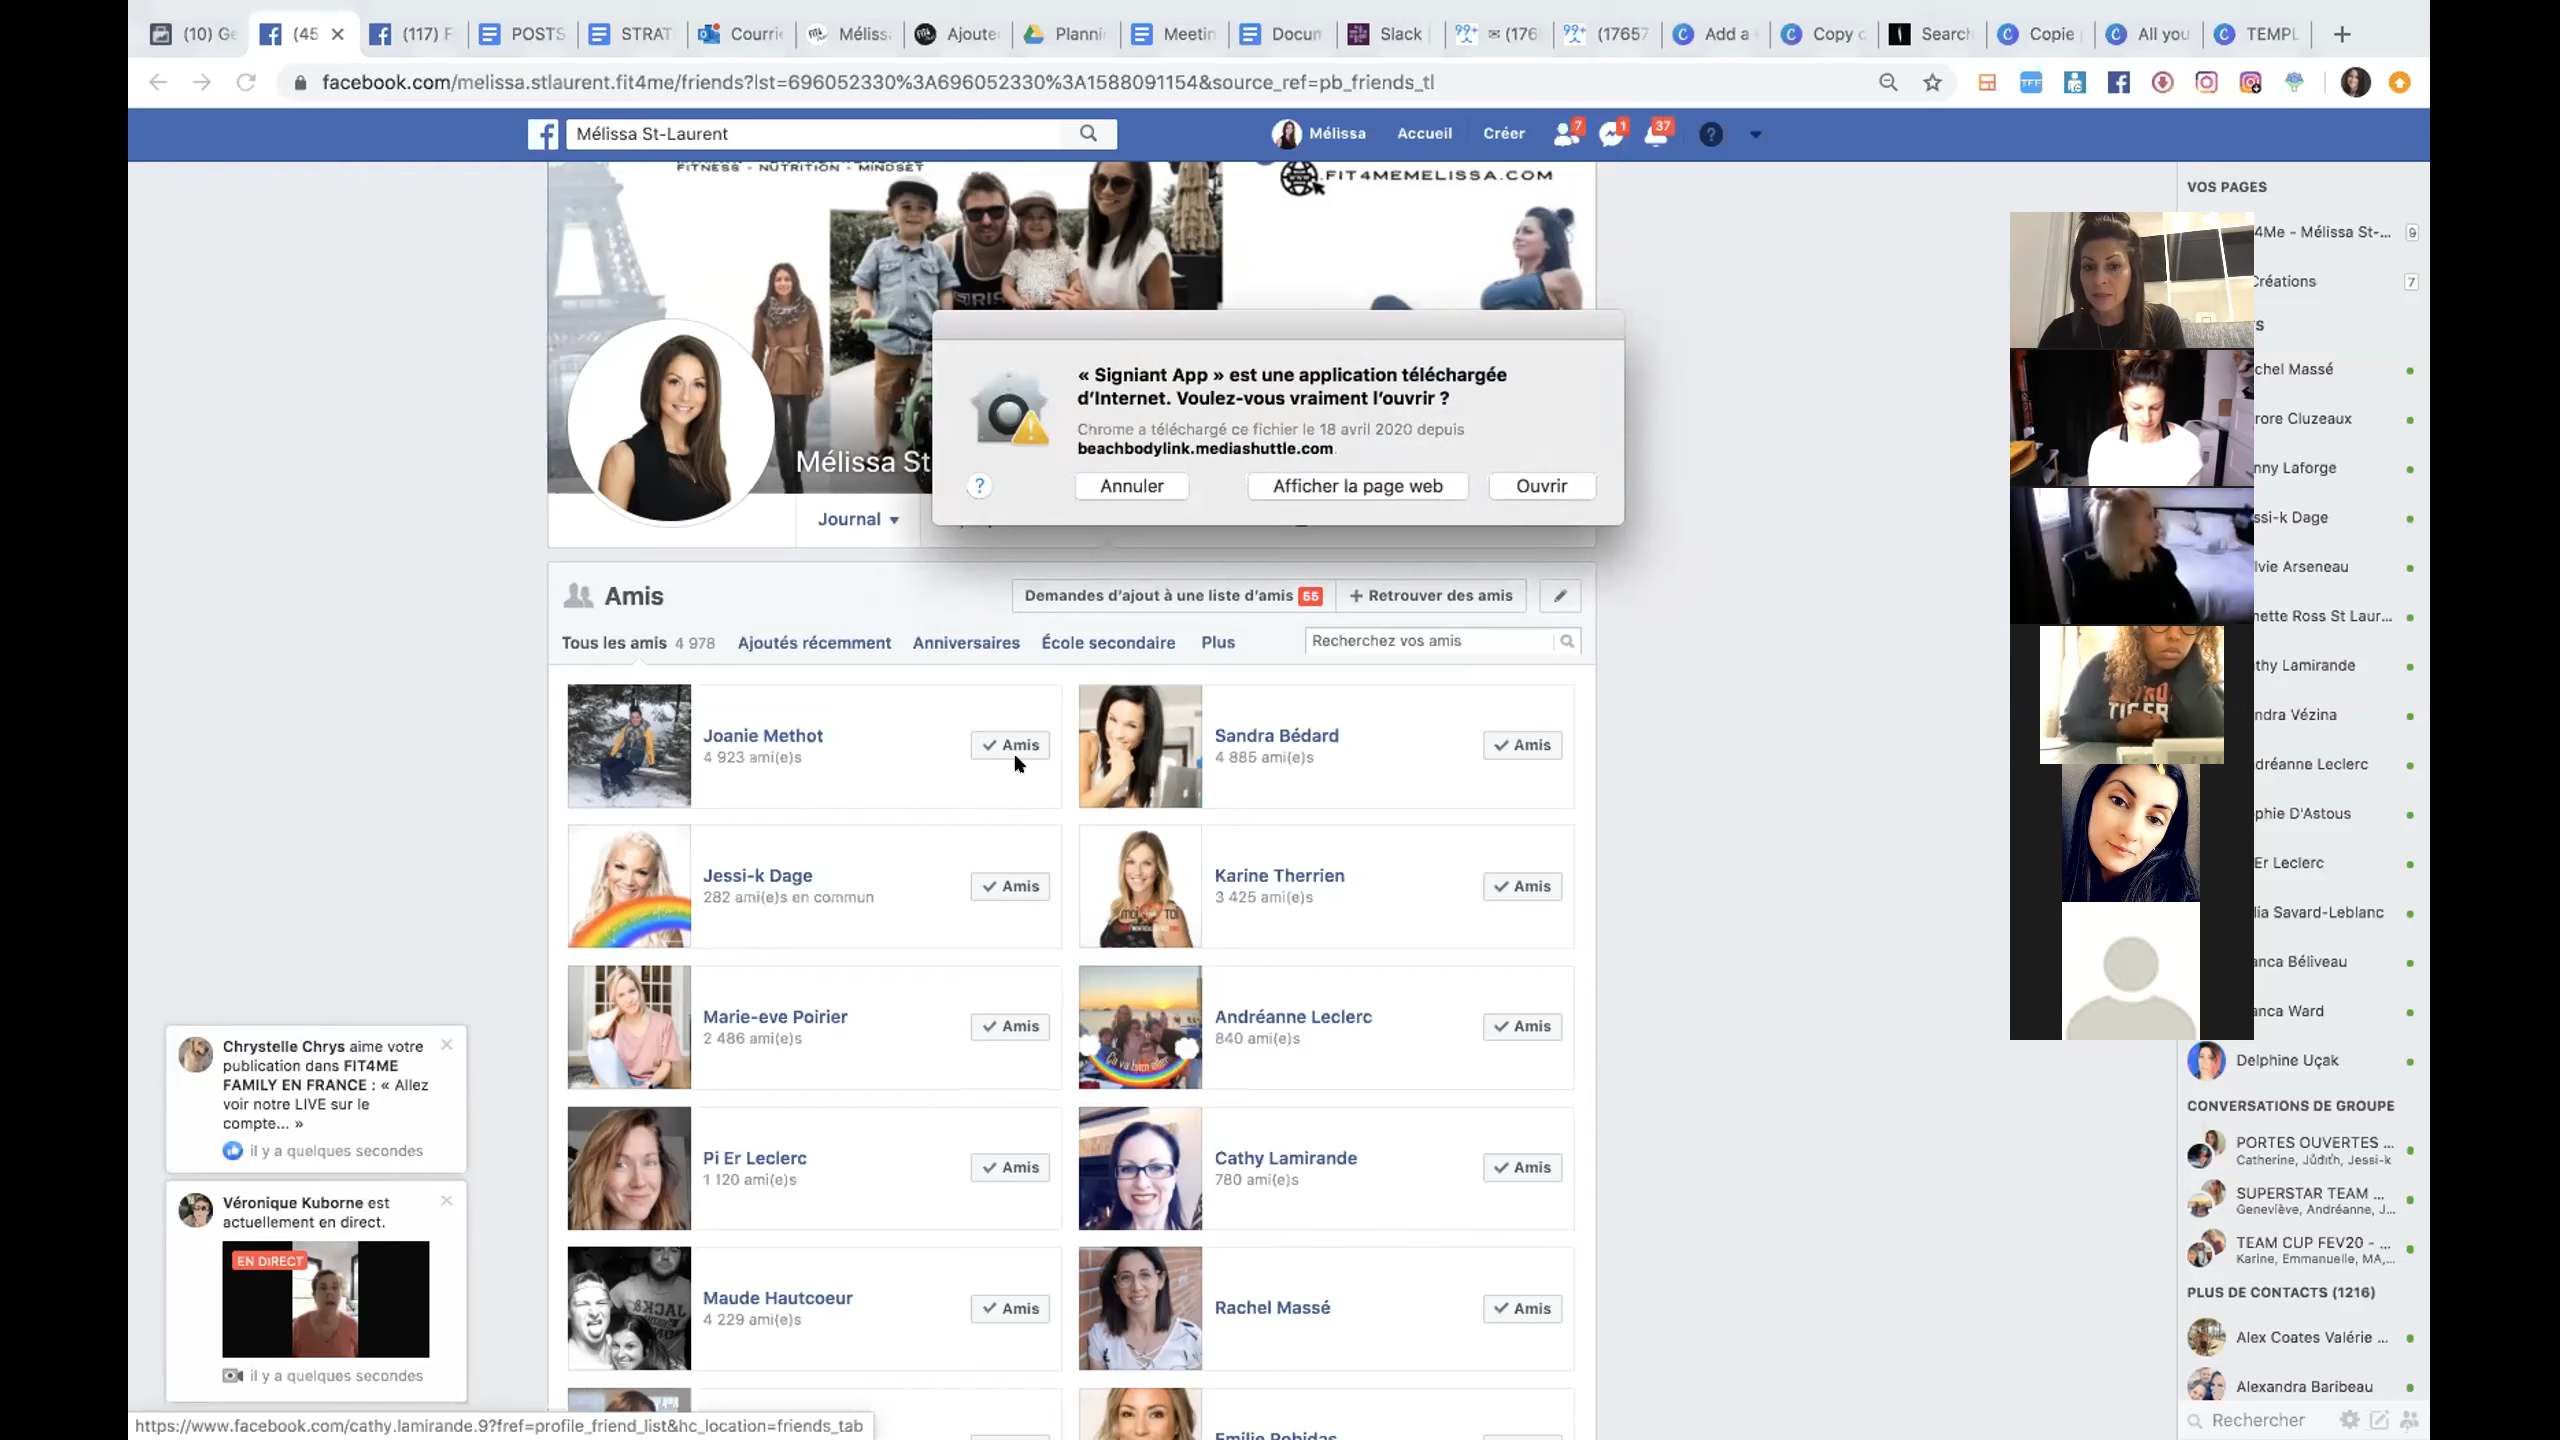 (10) Ge
(45
(117) F
POSTS
STRAT
Courri
Méliss
Ajoute
Planni
Meetin
Docun
Slack
(176
(17657
Add a
Copy c
Search
Copie
All you
TEMPL
facebook.com/melissa.stlaurent.fit4me/friends?lst=696052330%3A696052330%3A1588091154&source_ref=pb_friends_tl
Mélissa St-Laurent
Mélissa
Accueil
Créer
7
1
37
FITNESS - NUTRITION - MINDSET
.FIT4MEMELISSA.COM
Mélissa St
Journal
« Signiant App » est une application téléchargée
d’Internet. Voulez-vous vraiment l’ouvrir ?
Chrome a téléchargé ce fichier le 18 avril 2020 depuis
beachbodylink.mediashuttle.com.
?
Annuler
Afficher la page web
Ouvrir
Amis
Demandes d'ajout à une liste d'amis 55
+ Retrouver des amis
Tous les amis 4 978
Ajoutés récemment
Anniversaires
École secondaire
Plus
Recherchez vos amis
Joanie Methot
4 923 ami(e)s
Amis
Sandra Bédard
4 885 ami(e)s
Amis
Jessi-k Dage
282 ami(e)s en commun
Amis
Karine Therrien
3 425 ami(e)s
Amis
Marie-eve Poirier
2 486 ami(e)s
Amis
Andréanne Leclerc
840 ami(e)s
Amis
Pi Er Leclerc
1 120 ami(e)s
Amis
Cathy Lamirande
780 ami(e)s
Amis
Maude Hautcoeur
4 229 ami(e)s
Amis
Rachel Massé
Amis
Emilie Robidas
Chrystelle Chrys aime votre
publication dans FIT4ME
FAMILY EN FRANCE : « Allez
voir notre LIVE sur le
compte... »
il y a quelques secondes
Véronique Kuborne est
actuellement en direct.
EN DIRECT
il y a quelques secondes
https://www.facebook.com/cathy.lamirande.9?fref=profile_friend_list&hc_location=friends_tab
VOS PAGES
4Me - Mélissa St-... 9
Créations 7
S
chel Massé
rore Cluzeaux
nny Laforge
ssi-k Dage
lvie Arseneau
nette Ross St Laur...
thy Lamirande
ndra Vézina
dréanne Leclerc
phie D'Astous
Er Leclerc
lia Savard-Leblanc
anca Béliveau
anca Ward
Delphine Uçak
CONVERSATIONS DE GROUPE
PORTES OUVERTES ...
Catherine, Jûdith, Jessi-k
SUPERSTAR TEAM ...
Geneviève, Andréanne, J...
TEAM CUP FEV20 - ...
Karine, Emmanuelle, MA,...
PLUS DE CONTACTS (1216)
Alex Coates Valérie ...
Alexandra Baribeau
Rechercher